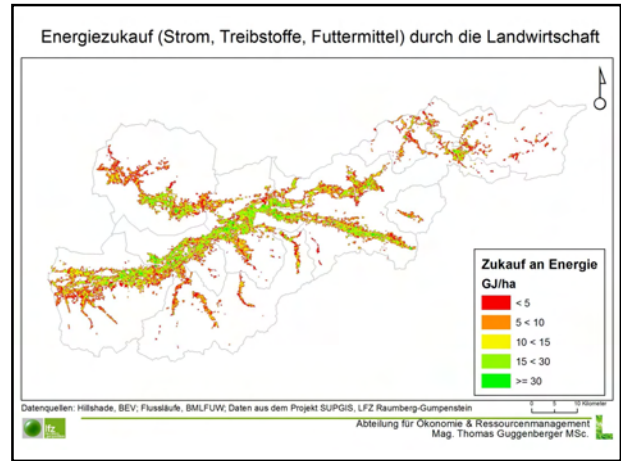 Energiezukauf (Strom, Treibstoffe, Futtermittel) durch die Landwirtschaft
Zukauf an Energie
GJ/ha
< 5
5 < 10
10 < 15
15 < 30
>= 30
0 5 10 Kilometer
Datenquellen: Hillshade, BEV; Flussläufe, BMLFUW; Daten aus dem Projekt SUPGIS, LFZ Raumberg-Gumpenstein
lfz
Abteilung für Ökonomie & Ressourcenmanagement
Mag. Thomas Guggenberger MSc.